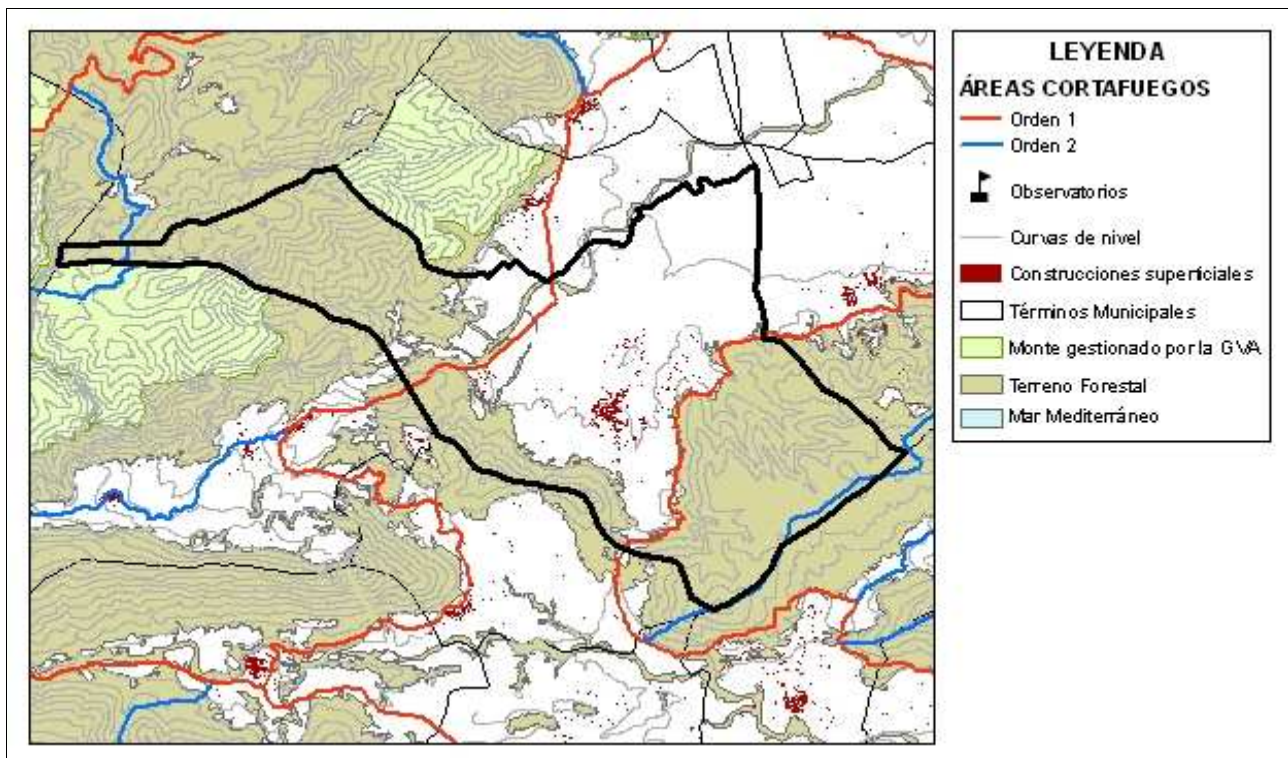 LEYENDA
ÁREAS CORTAFUEGOS
Orden 1
Orden 2
Observatorios
Curvas de nivel
Construcciones superficiales
Términos Municipales
Monte gestionado por la GVA
Terreno Forestal
Mar Mediterráneo